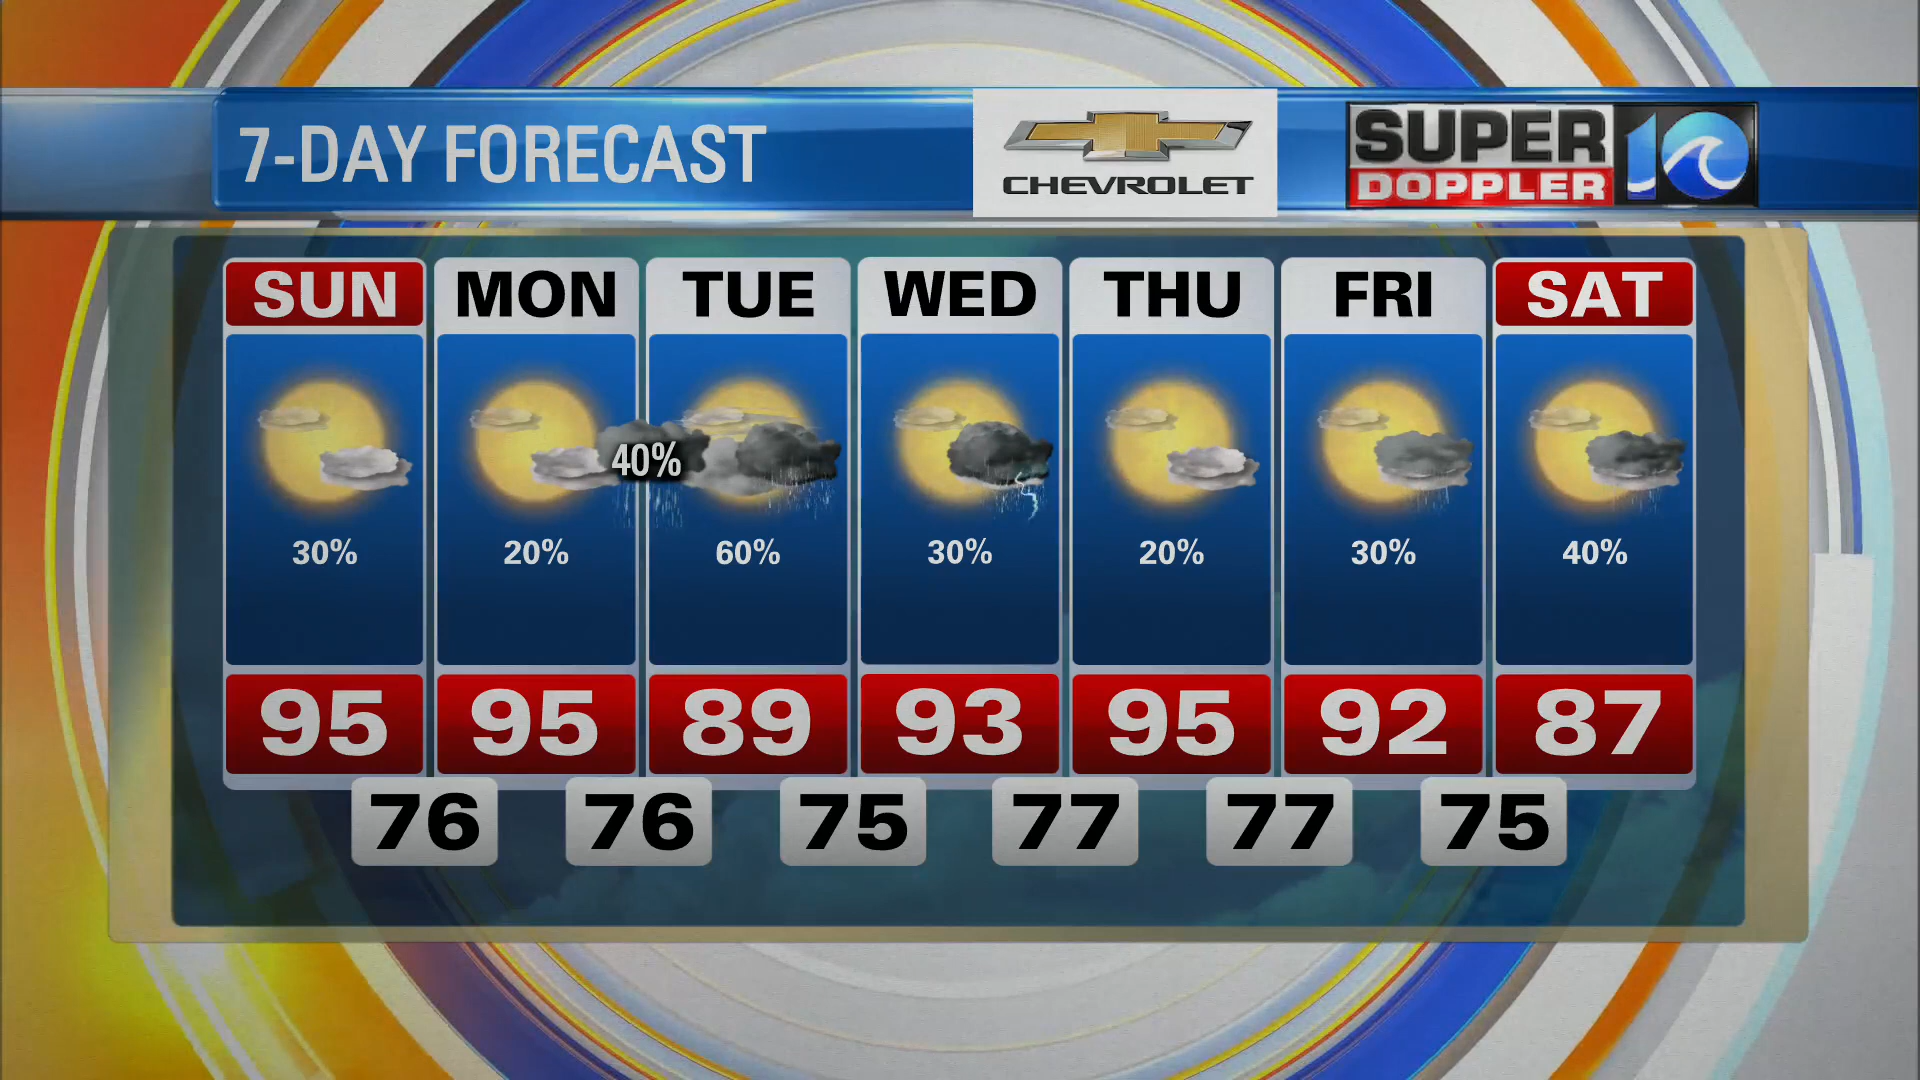 7-DAY FORECAST
CHEVROLET
SUPER
DOPPLER
10
SUN MON TUE WED THU FRI SAT
40%
30% 20% 60% 30% 20% 30% 40%
95 95 89 93 95 92 87
76 76 75 77 77 75